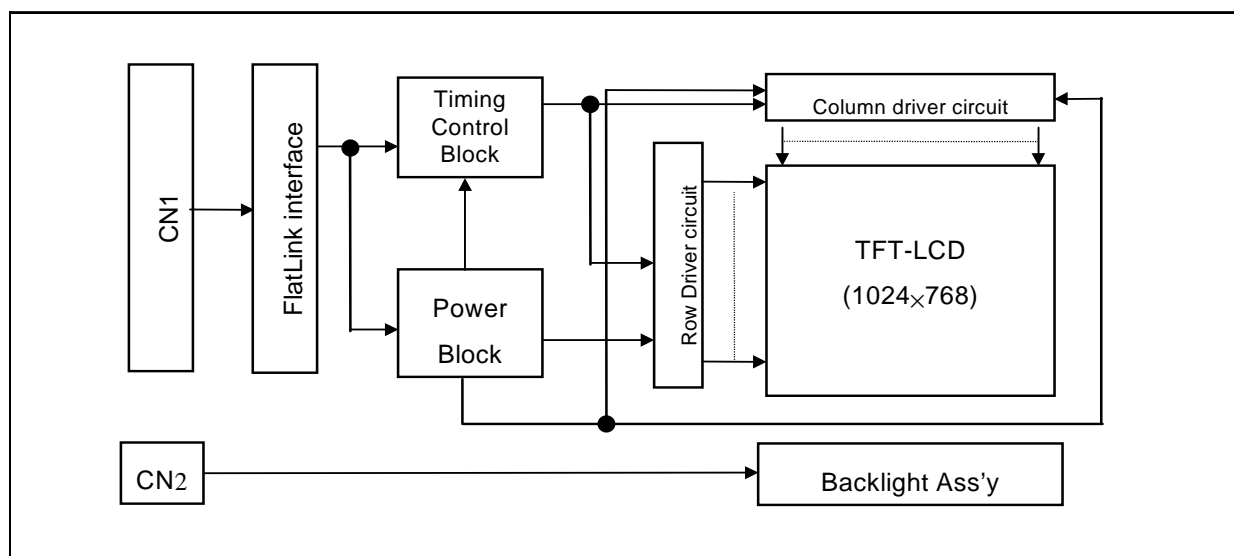 CN1
FlatLink interface
Timing
Control
Block
Power
Block
Row Driver circuit
Column driver circuit
TFT-LCD
(1024×768)
CN2
Backlight Ass'y